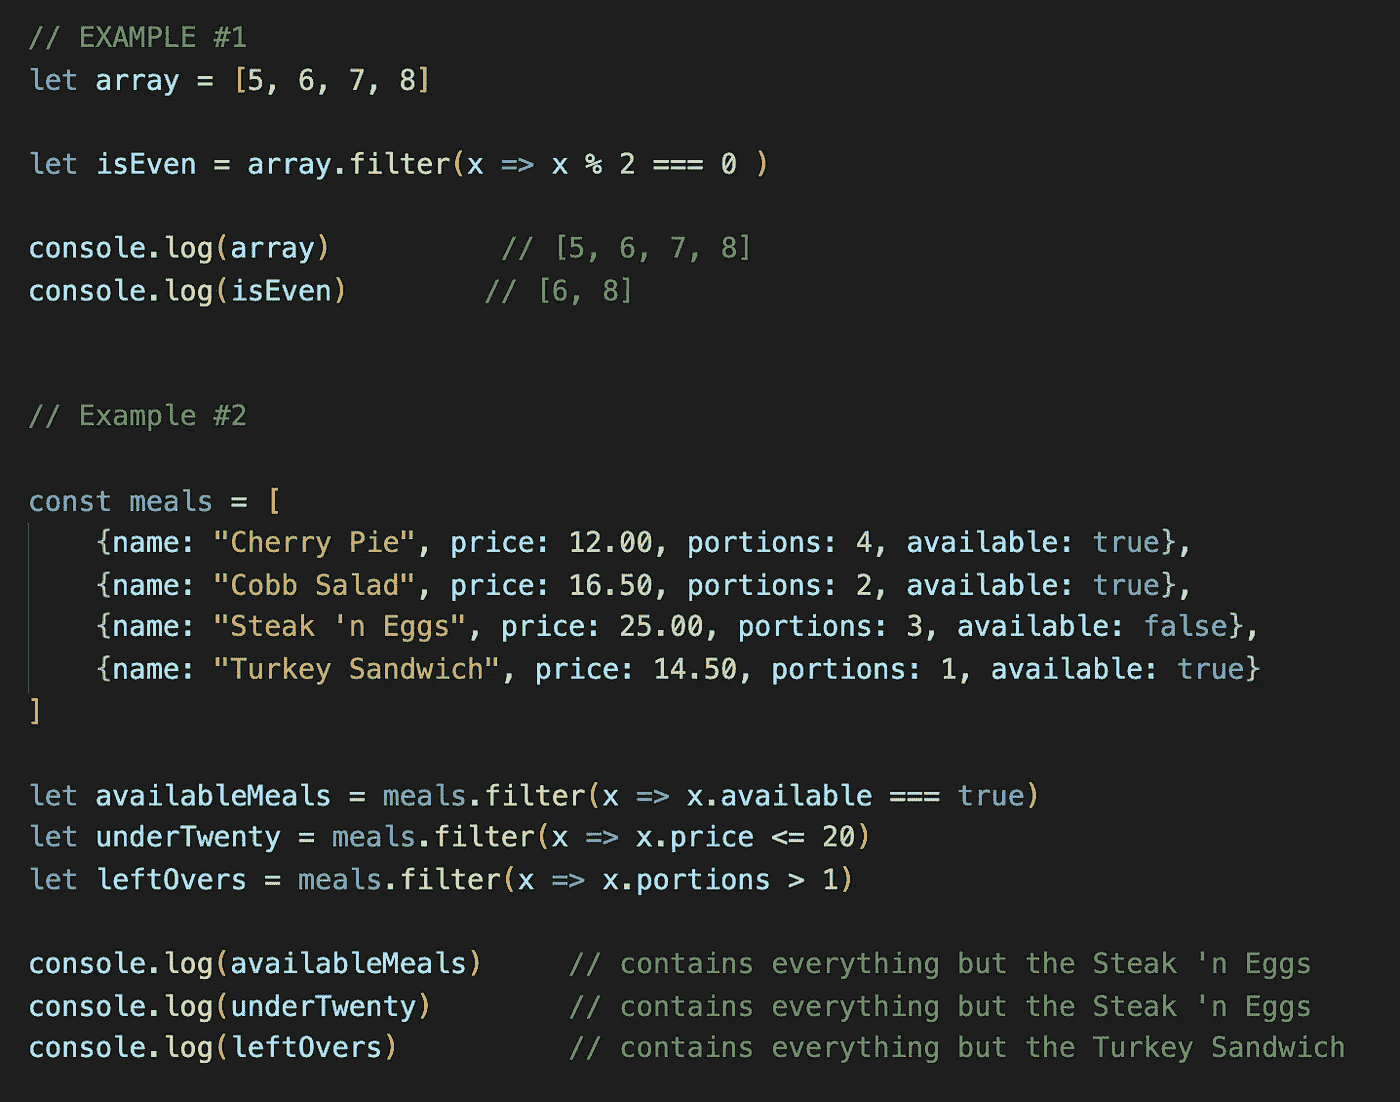 // EXAMPLE #1
let array = [5, 6, 7, 8]
let isEven = array.filter(x => x % 2 === 0 )
console.log(array)          // [5, 6, 7, 8]
console.log(isEven)        // [6, 8]
// Example #2
const meals = [
    {name: "Cherry Pie", price: 12.00, portions: 4, available: true},
    {name: "Cobb Salad", price: 16.50, portions: 2, available: true},
    {name: "Steak 'n Eggs", price: 25.00, portions: 3, available: false},
    {name: "Turkey Sandwich", price: 14.50, portions: 1, available: true}
]
let availableMeals = meals.filter(x => x.available === true)
let underTwenty = meals.filter(x => x.price <= 20)
let leftOvers = meals.filter(x => x.portions > 1)
console.log(availableMeals)     // contains everything but the Steak 'n Eggs
console.log(underTwenty)        // contains everything but the Steak 'n Eggs
console.log(leftOvers)          // contains everything but the Turkey Sandwich